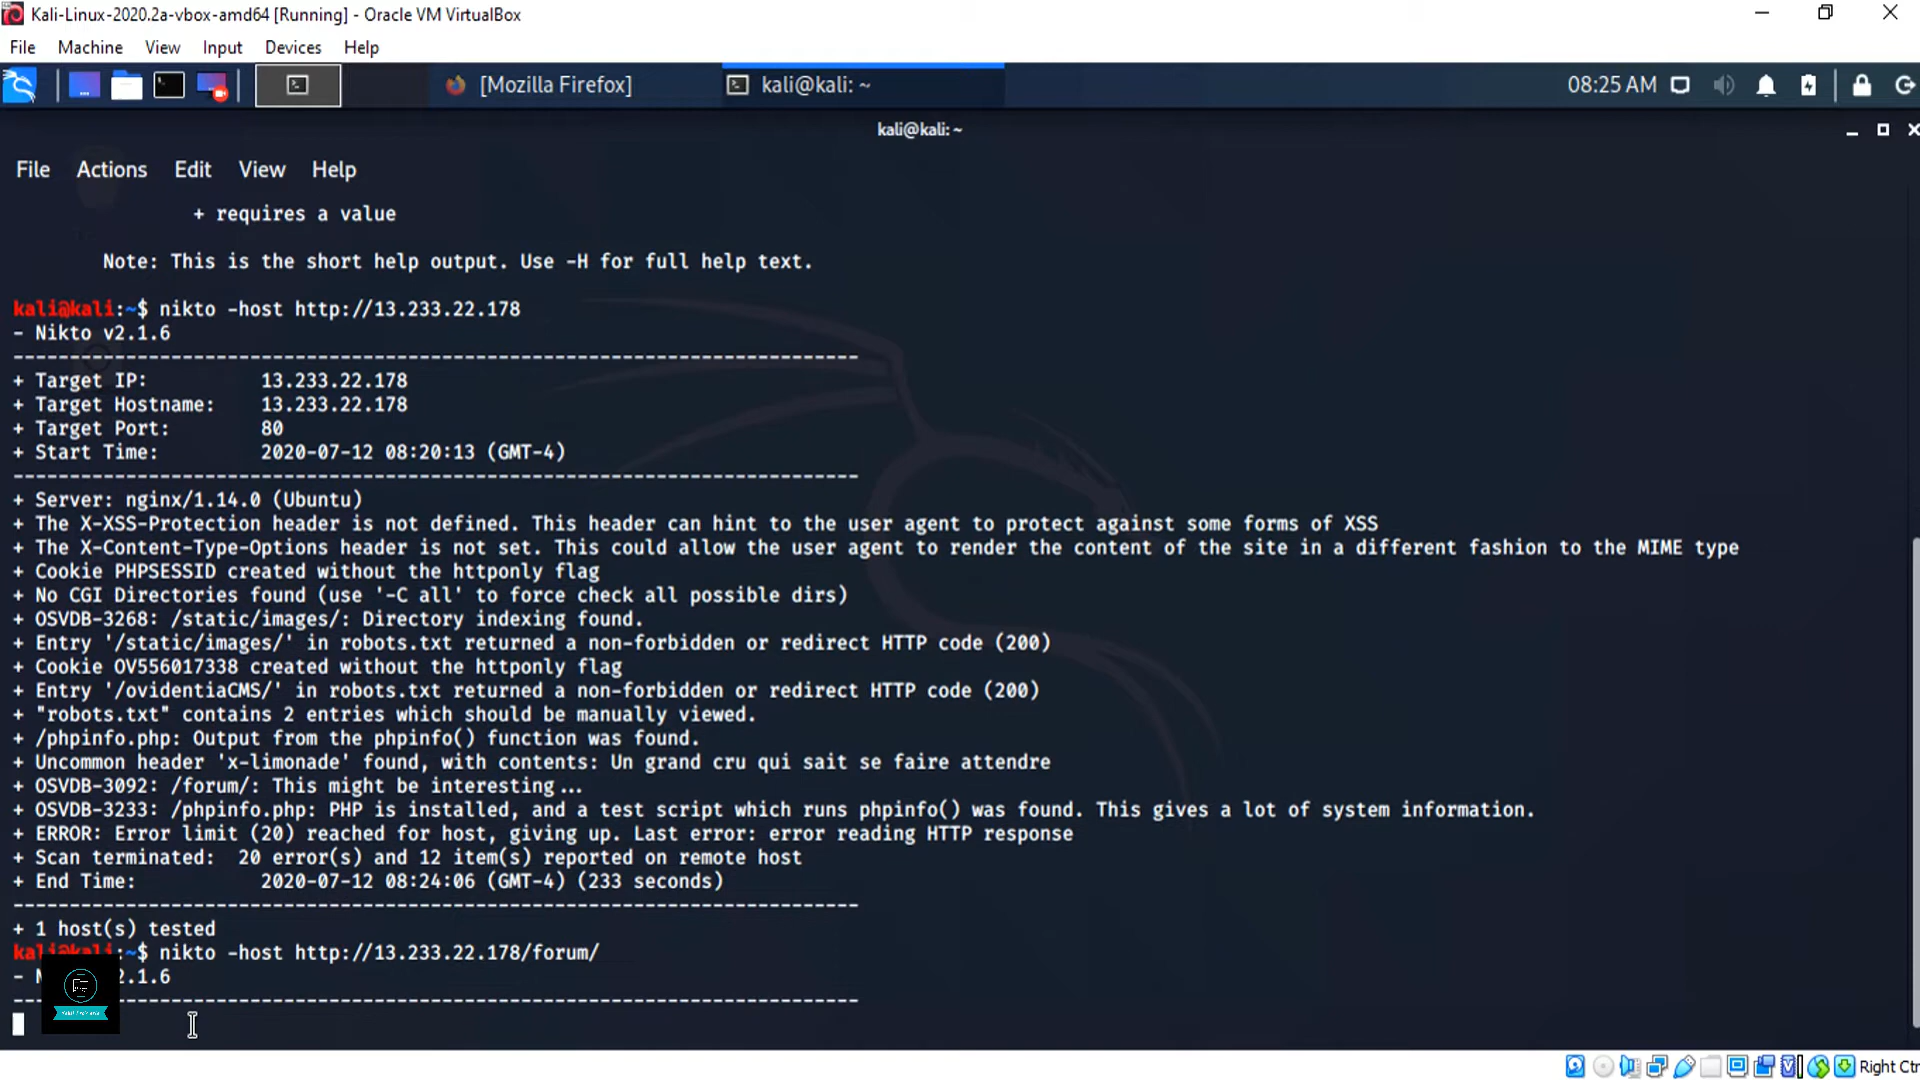 Kali-Linux-2020.2a-vbox-amd64 [Running] - Oracle VM VirtualBox
File Machine View Input Devices Help
[Mozilla Firefox] kali@kali: ~ 08:25 AM
kali@kali: ~
File Actions Edit View Help
+ requires a value
Note: This is the short help output. Use -H for full help text.
kali@kali:~$ nikto -host http://13.233.22.178
- Nikto v2.1.6
---------------------------------------------------------------------------
+ Target IP: 13.233.22.178
+ Target Hostname: 13.233.22.178
+ Target Port: 80
+ Start Time: 2020-07-12 08:20:13 (GMT-4)
---------------------------------------------------------------------------
+ Server: nginx/1.14.0 (Ubuntu)
+ The X-XSS-Protection header is not defined. This header can hint to the user agent to protect against some forms of XSS
+ The X-Content-Type-Options header is not set. This could allow the user agent to render the content of the site in a different fashion to the MIME type
+ Cookie PHPSESSID created without the httponly flag
+ No CGI Directories found (use '-C all' to force check all possible dirs)
+ OSVDB-3268: /static/images/: Directory indexing found.
+ Entry '/static/images/' in robots.txt returned a non-forbidden or redirect HTTP code (200)
+ Cookie OV556017338 created without the httponly flag
+ Entry '/ovidentiaCMS/' in robots.txt returned a non-forbidden or redirect HTTP code (200)
+ "robots.txt" contains 2 entries which should be manually viewed.
+ /phpinfo.php: Output from the phpinfo() function was found.
+ Uncommon header 'x-limonade' found, with contents: Un grand cru qui sait se faire attendre
+ OSVDB-3092: /forum/: This might be interesting...
+ OSVDB-3233: /phpinfo.php: PHP is installed, and a test script which runs phpinfo() was found. This gives a lot of system information.
+ ERROR: Error limit (20) reached for host, giving up. Last error: error reading HTTP response
+ Scan terminated: 20 error(s) and 12 item(s) reported on remote host
+ End Time: 2020-07-12 08:24:06 (GMT-4) (233 seconds)
---------------------------------------------------------------------------
+ 1 host(s) tested
kali@kali:~$ nikto -host http://13.233.22.178/forum/
- N 2.1.6
---------------------------------------------------------------------------
Right Ctr